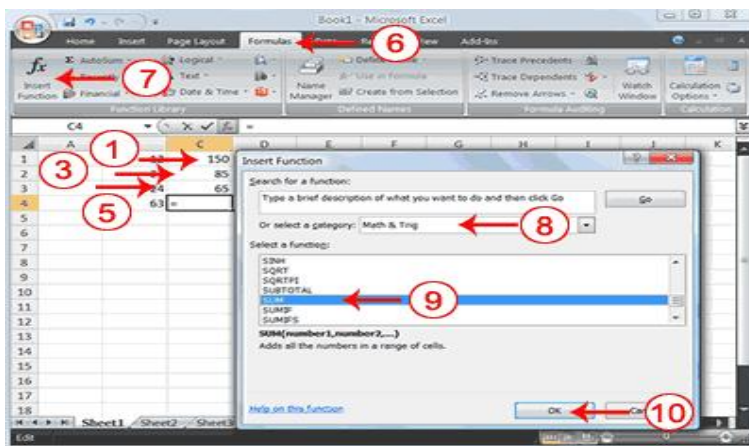 Book1 - Microsoft Excel
Home Insert Page Layout Formulas View Add-Ins
6
fx Σ AutoSum Logical Trace Precedents
7 Text Use in Formula Trace Dependents
Insert Function Financial Date & Time Name Manager Create from Selection Remove Arrows Watch Window Calculation Options
Function Library Defined Names Formula Auditing Calculation
C4 fx =
A C D E F G H I J K
1 1 150
2 3 85
3 24 65
4 5 63 =
5
6
7
8
9
10
11
12
13
14
15
16
17
18
Insert Function
Search for a function:
Type a brief description of what you want to do and then click Go
Go
Or select a category: Math & Trig
8
Select a function:
SINH
SQRT
SQRTPI
SUBTOTAL
SUM
9
SUMIF
SUMIFS
SUM(number1,number2,...)
Adds all the numbers in a range of cells.
Help on this function
OK
10
Sheet1 Sheet2 Sheet3
Edit